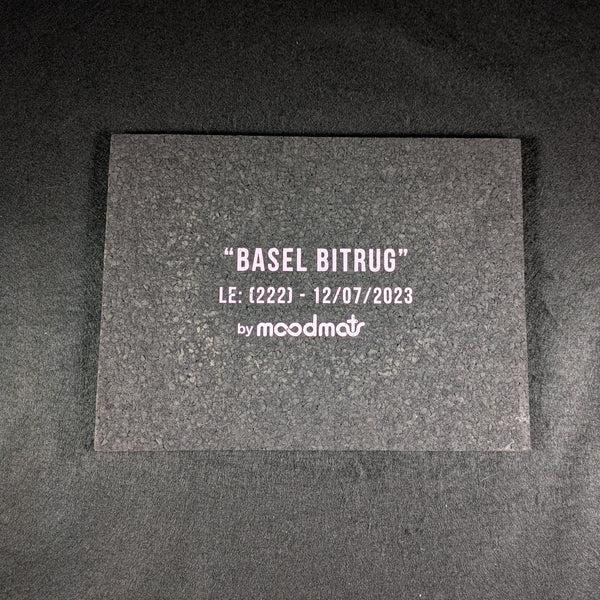 “BASEL BITRUG”
LE: (222) - 12/07/2023
by moodmats